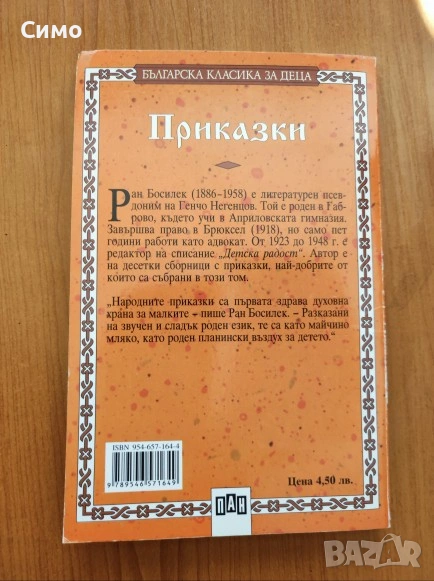 Симо
БЪЛГАРСКА КЛАСИКА ЗА ДЕЦА
Приказки
Ран Босилек (1886–1958) е литературен псев-
доним на Генчо Негенцов. Той е роден в Габ-
рово, където учи в Априловската гимназия.
Завършва право в Брюксел (1918), но само пет
години работи като адвокат. От 1923 до 1948 г. е
редактор на списание „Детска радост". Автор е
на десетки сборници с приказки, най-добрите от
които са събрани в този том.
„Народните приказки са първата здрава духовна
храна за малките – пише Ран Босилек. – Разказани
на звучен и сладък роден език, те са като майчино
мляко, като роден планински въздух за детето."
ISBN 954-657-164-4
9789546571649
ПАН
Цена 4,50 лв.
BAZAR